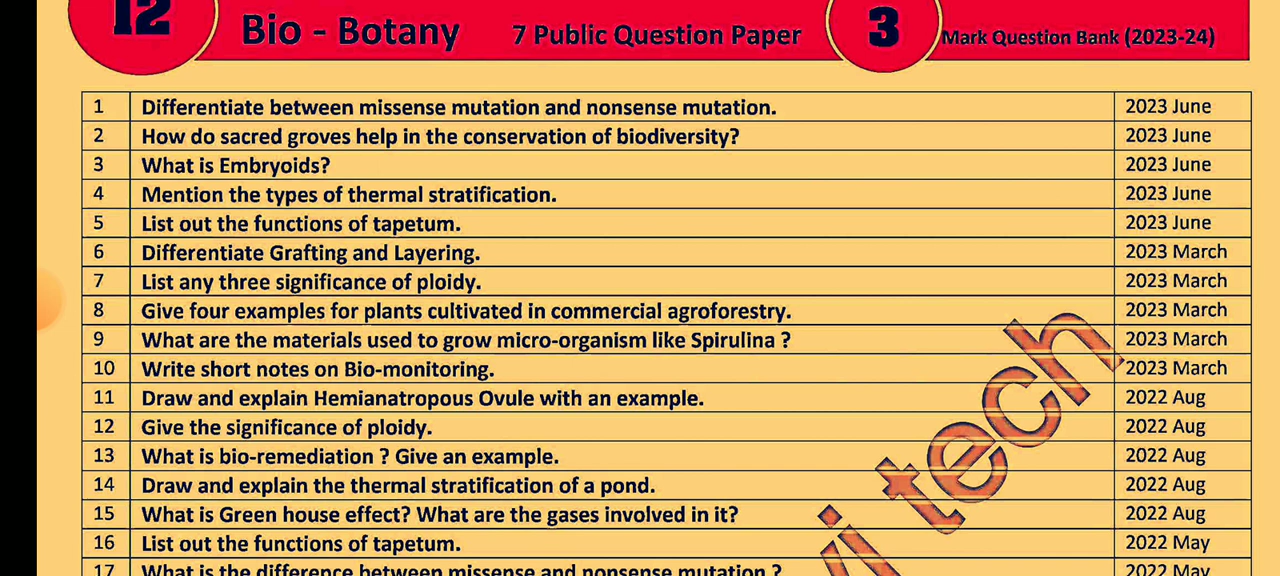 12 Bio - Botany 7 Public Question Paper 3 Mark Question Bank (2023-24)
1 Differentiate between missense mutation and nonsense mutation. 2023 June
2 How do sacred groves help in the conservation of biodiversity? 2023 June
3 What is Embryoids? 2023 June
4 Mention the types of thermal stratification. 2023 June
5 List out the functions of tapetum. 2023 June
6 Differentiate Grafting and Layering. 2023 March
7 List any three significance of ploidy. 2023 March
8 Give four examples for plants cultivated in commercial agroforestry. 2023 March
9 What are the materials used to grow micro-organism like Spirulina ? 2023 March
10 Write short notes on Bio-monitoring. 2023 March
11 Draw and explain Hemianatropous Ovule with an example. 2022 Aug
12 Give the significance of ploidy. 2022 Aug
13 What is bio-remediation ? Give an example. 2022 Aug
14 Draw and explain the thermal stratification of a pond. 2022 Aug
15 What is Green house effect? What are the gases involved in it? 2022 Aug
16 List out the functions of tapetum. 2022 May
17 What is the difference between missense and nonsense mutation ? 2022 May
tech